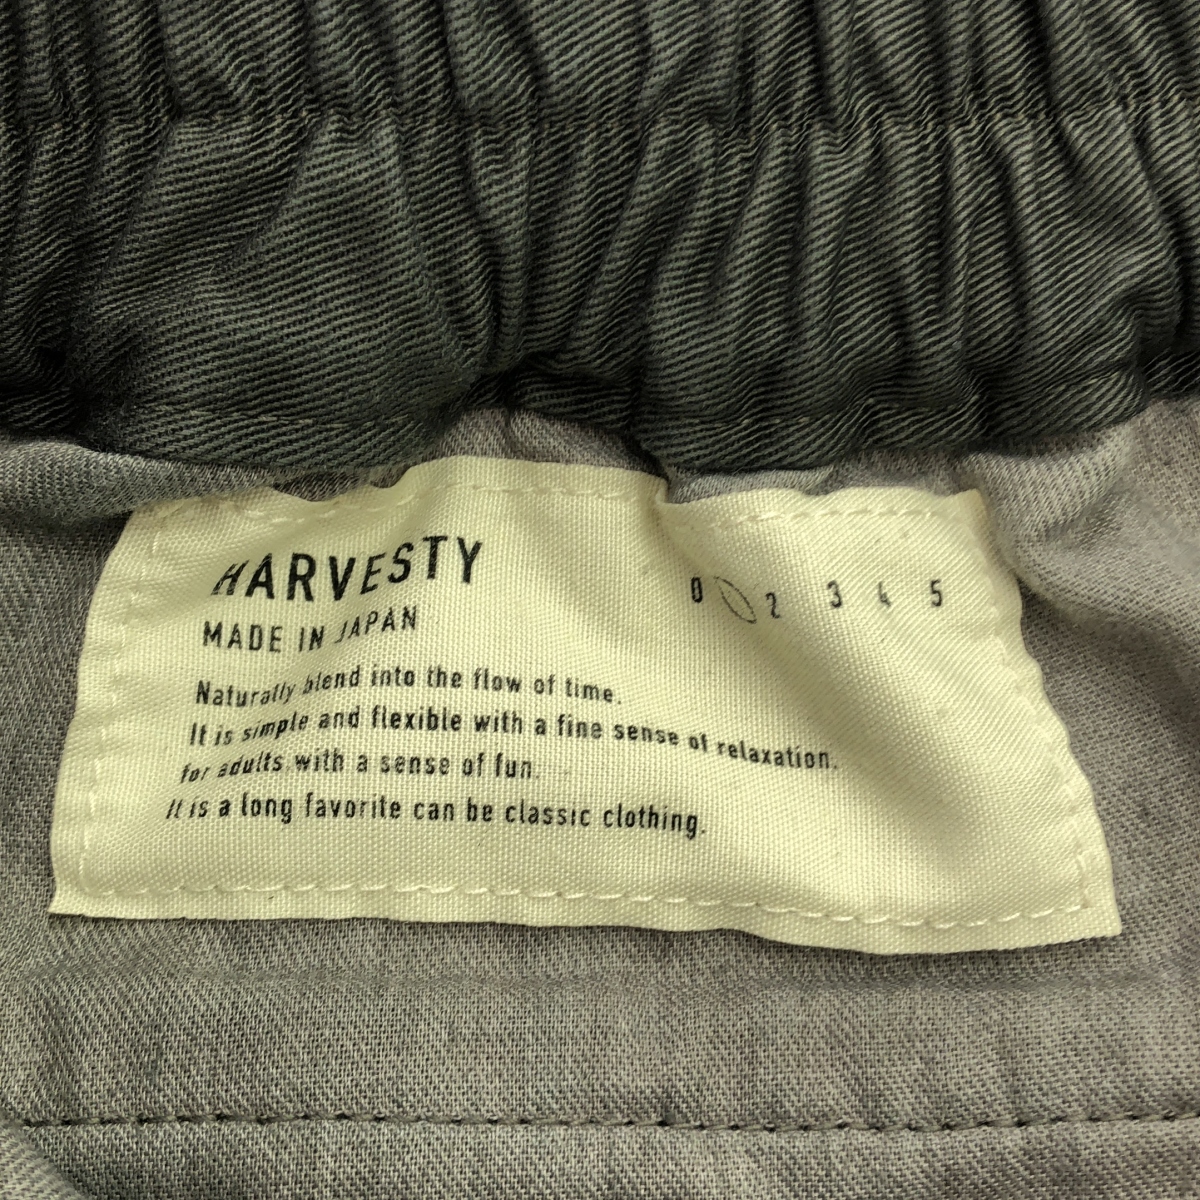 HARVESTY
0 2 3 4 5
MADE IN JAPAN
Naturally blend into the flow of time.
It is simple and flexible with a fine sense of relaxation.
for adults with a sense of fun.
It is a long favorite can be classic clothing.